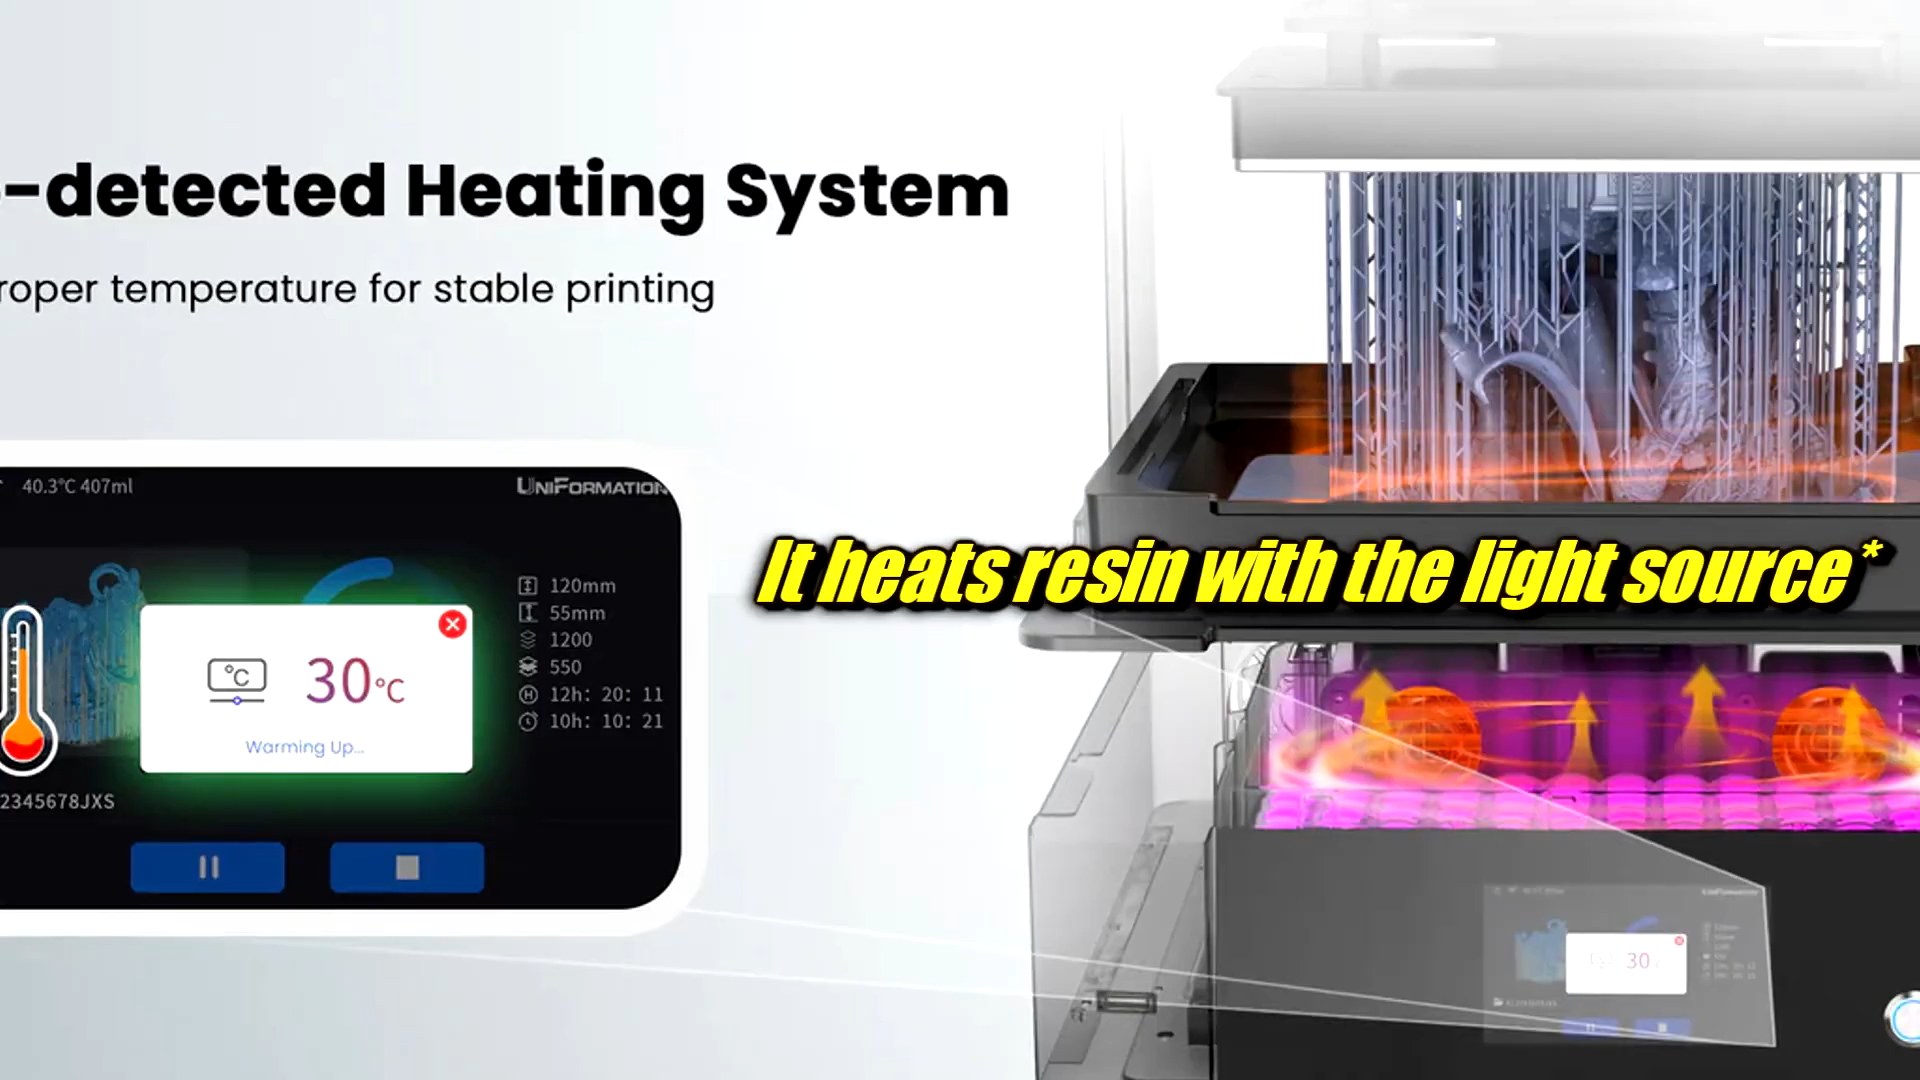 -detected Heating System
roper temperature for stable printing
40.3°C 407ml
UNIFORMATION
It heats resin with the light source*
120mm
55mm
1200
550
12h: 20: 11
10h: 10: 21
°C
30°C
Warming Up...
2345678JXS
30